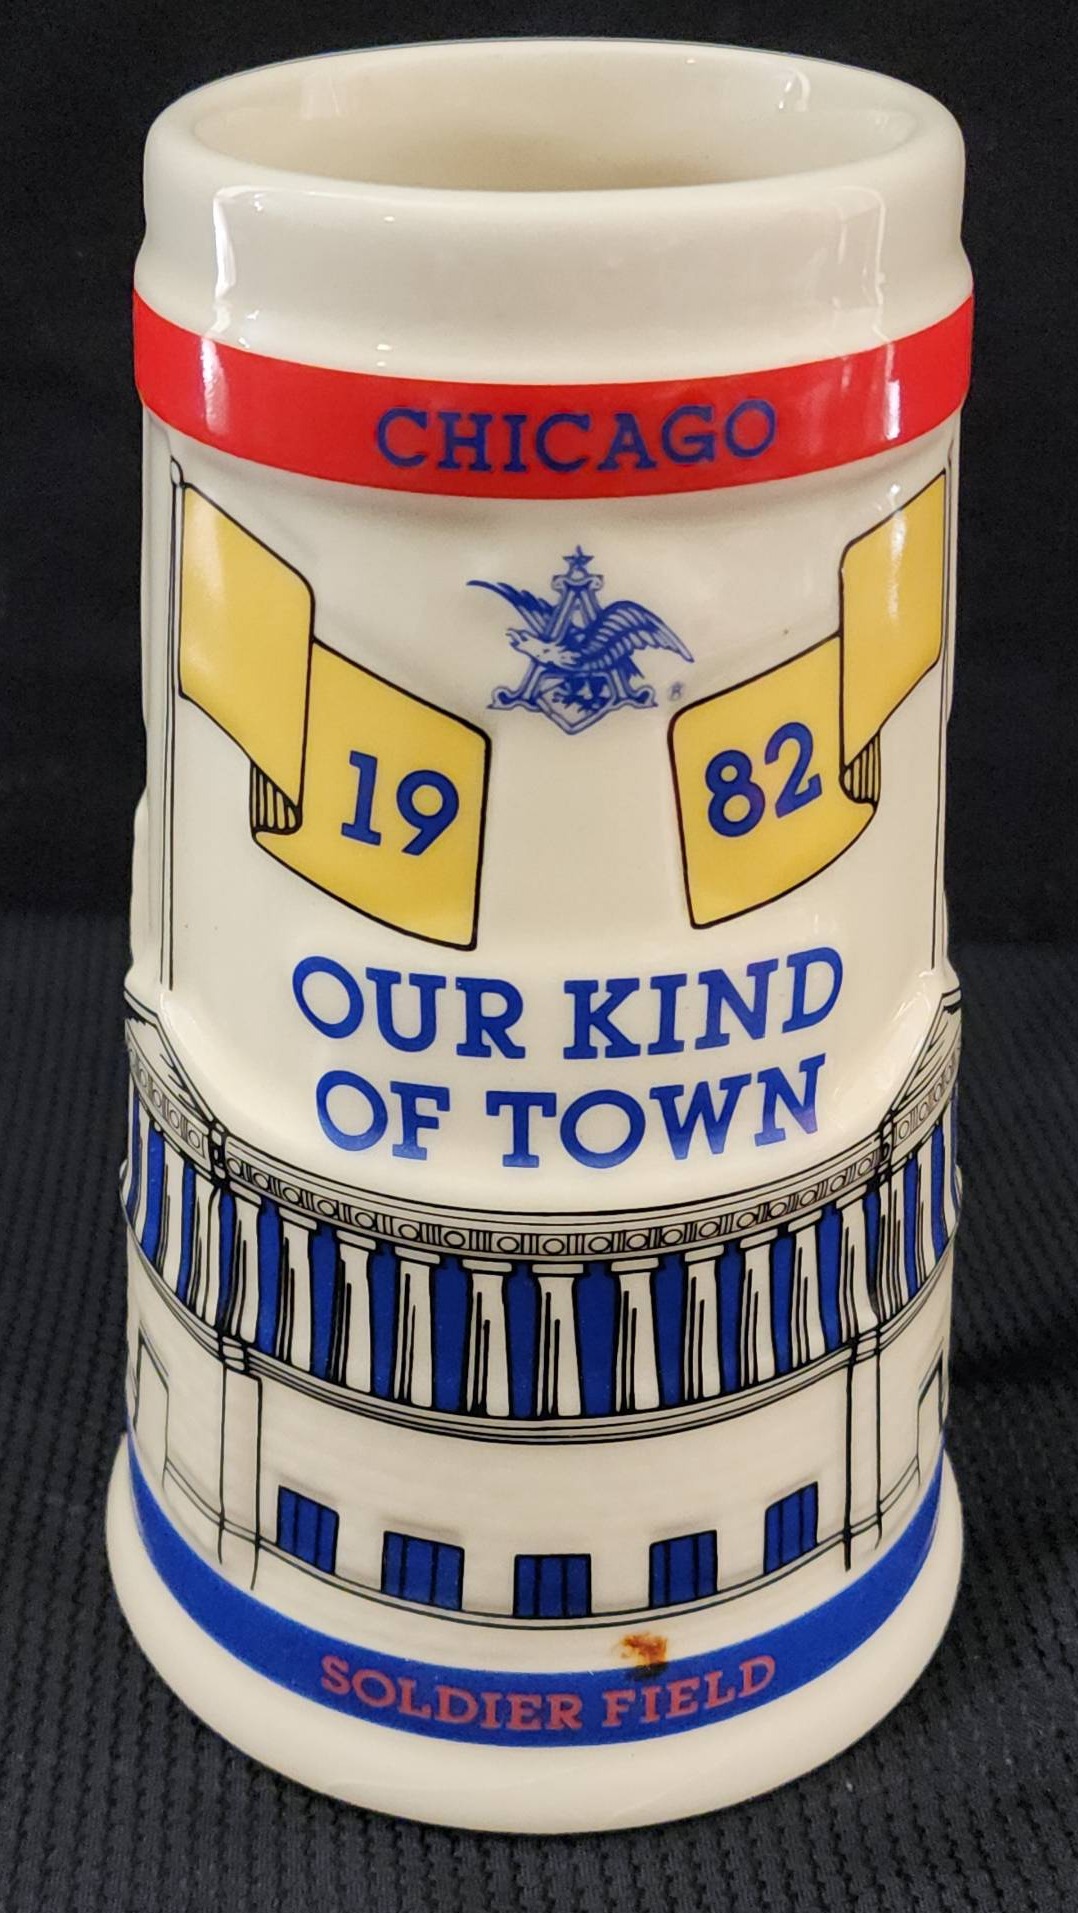 CHICAGO
A
®
19 82
OUR KIND
OF TOWN
SOLDIER FIELD